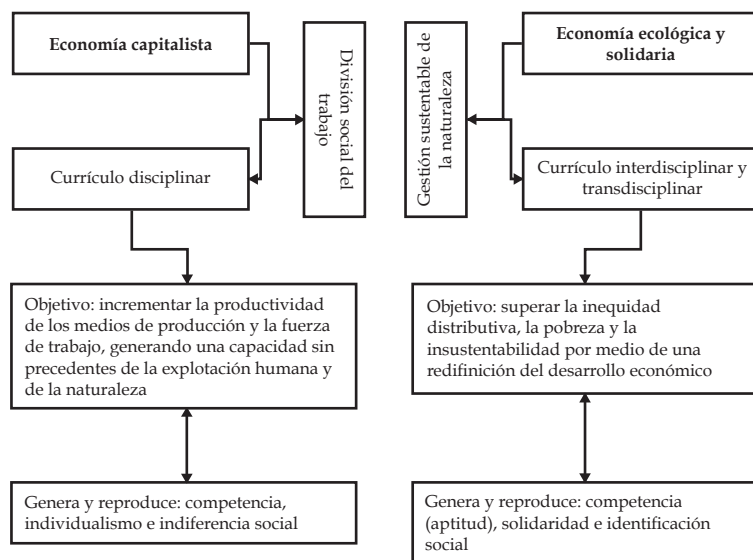 Economía capitalista
División social del
trabajo
Currículo disciplinar
Objetivo: incrementar la productividad
de los medios de producción y la fuerza
de trabajo, generando una capacidad sin
precedentes de la explotación humana y
de la naturaleza
Genera y reproduce: competencia,
individualismo e indiferencia social
Economía ecológica y
solidaria
Gestión sustentable de
la naturaleza
Currículo interdisciplinar y
transdisciplinar
Objetivo: superar la inequidad
distributiva, la pobreza y la
insustentabilidad por medio de una
redifinición del desarrollo económico
Genera y reproduce: competencia
(aptitud), solidaridad e identificación
social